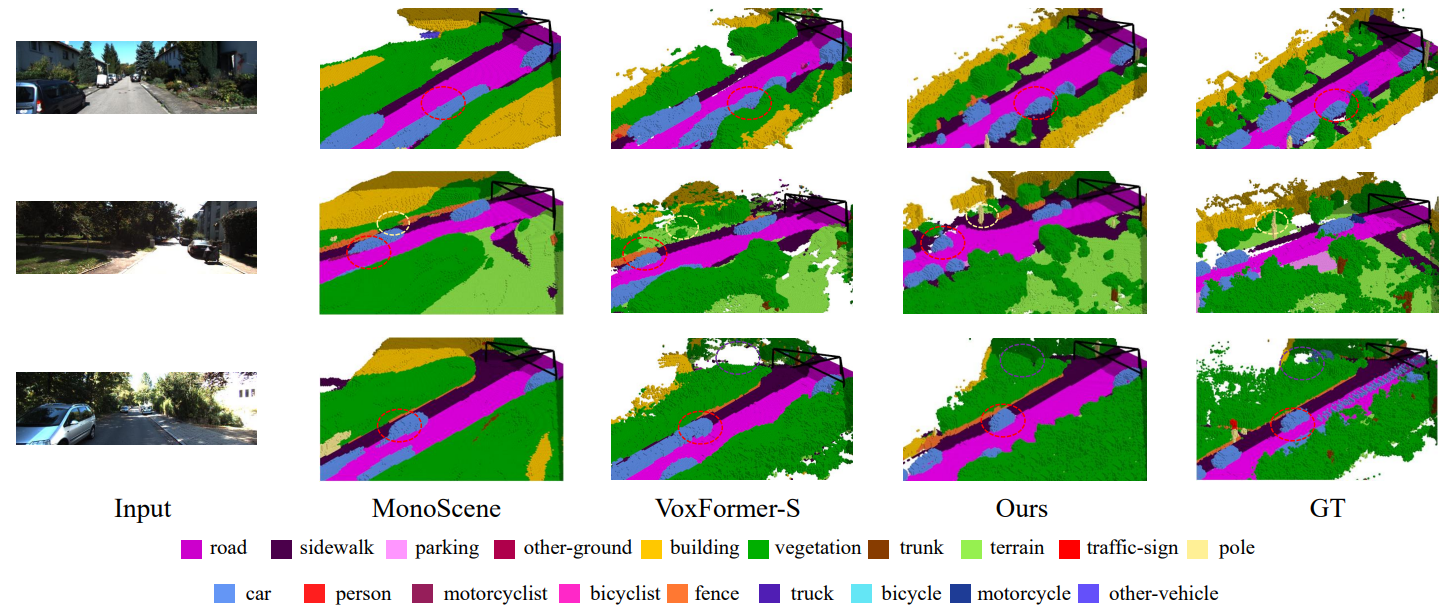 Input MonoScene VoxFormer-S Ours GT
road sidewalk parking other-ground building vegetation trunk terrain traffic-sign pole
car person motorcyclist bicyclist fence truck bicycle motorcycle other-vehicle